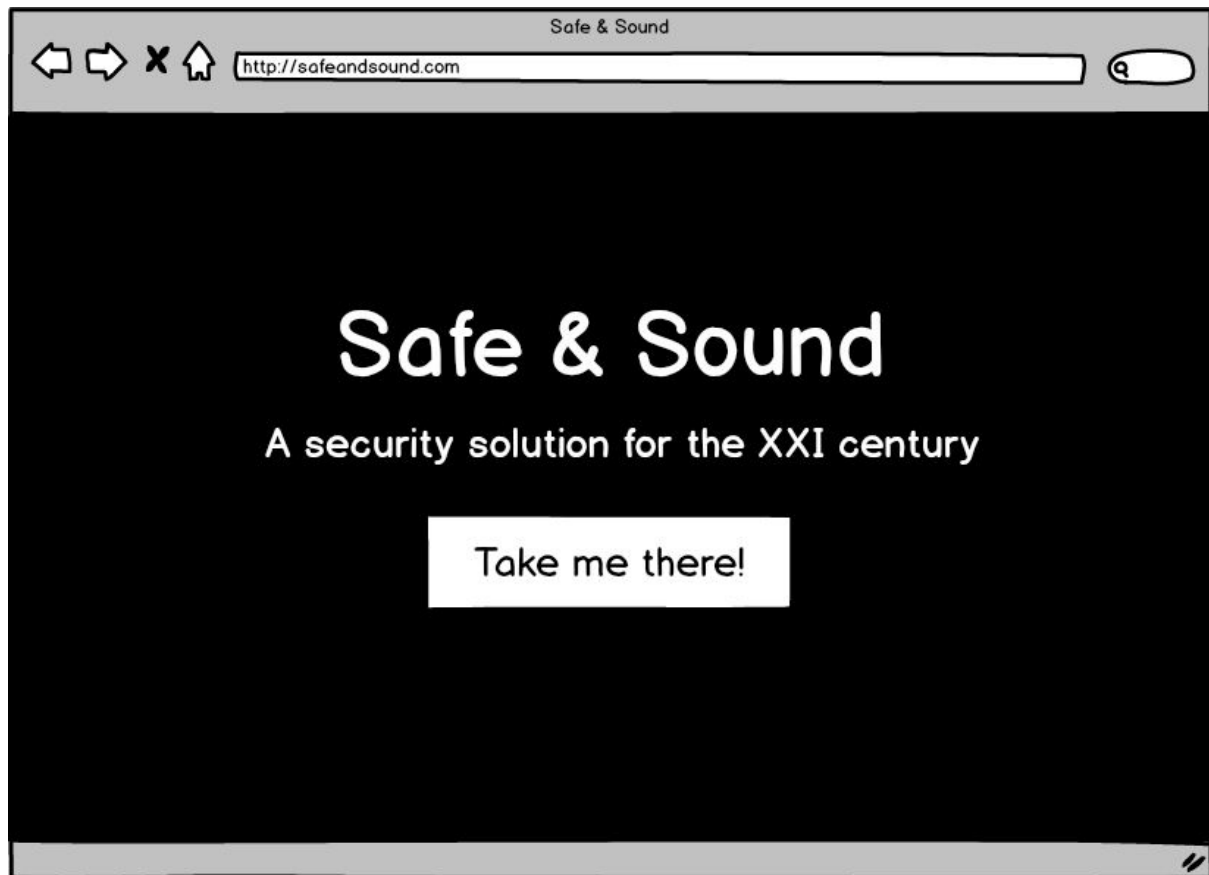 Safe & Sound
http://safeandsound.com
Safe & Sound
A security solution for the XXI century
Take me there!